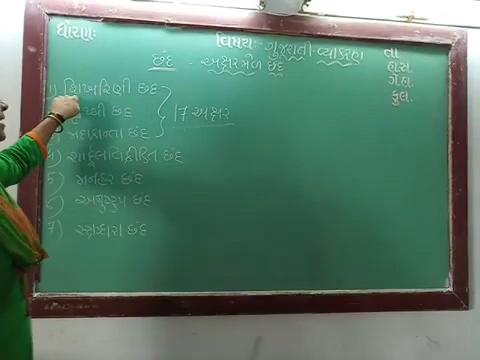 ધોરણઃ
વિષયઃ- ગુજરાતી-વ્યાકરણ
છંદ - અક્ષરમેળ છંદ
તા
હા.સ.
ગે.હા.
કુલ.
1) શિખરિણી છંદ
પૃથ્વી છંદ
મંદાક્રાન્તા છંદ
17 અક્ષર
4) શાર્દૂલવિક્રીડિત છંદ
5) મનહર છંદ
6) અનુષ્ટુપ છંદ
7) સ્ત્રગ્ધરા છંદ